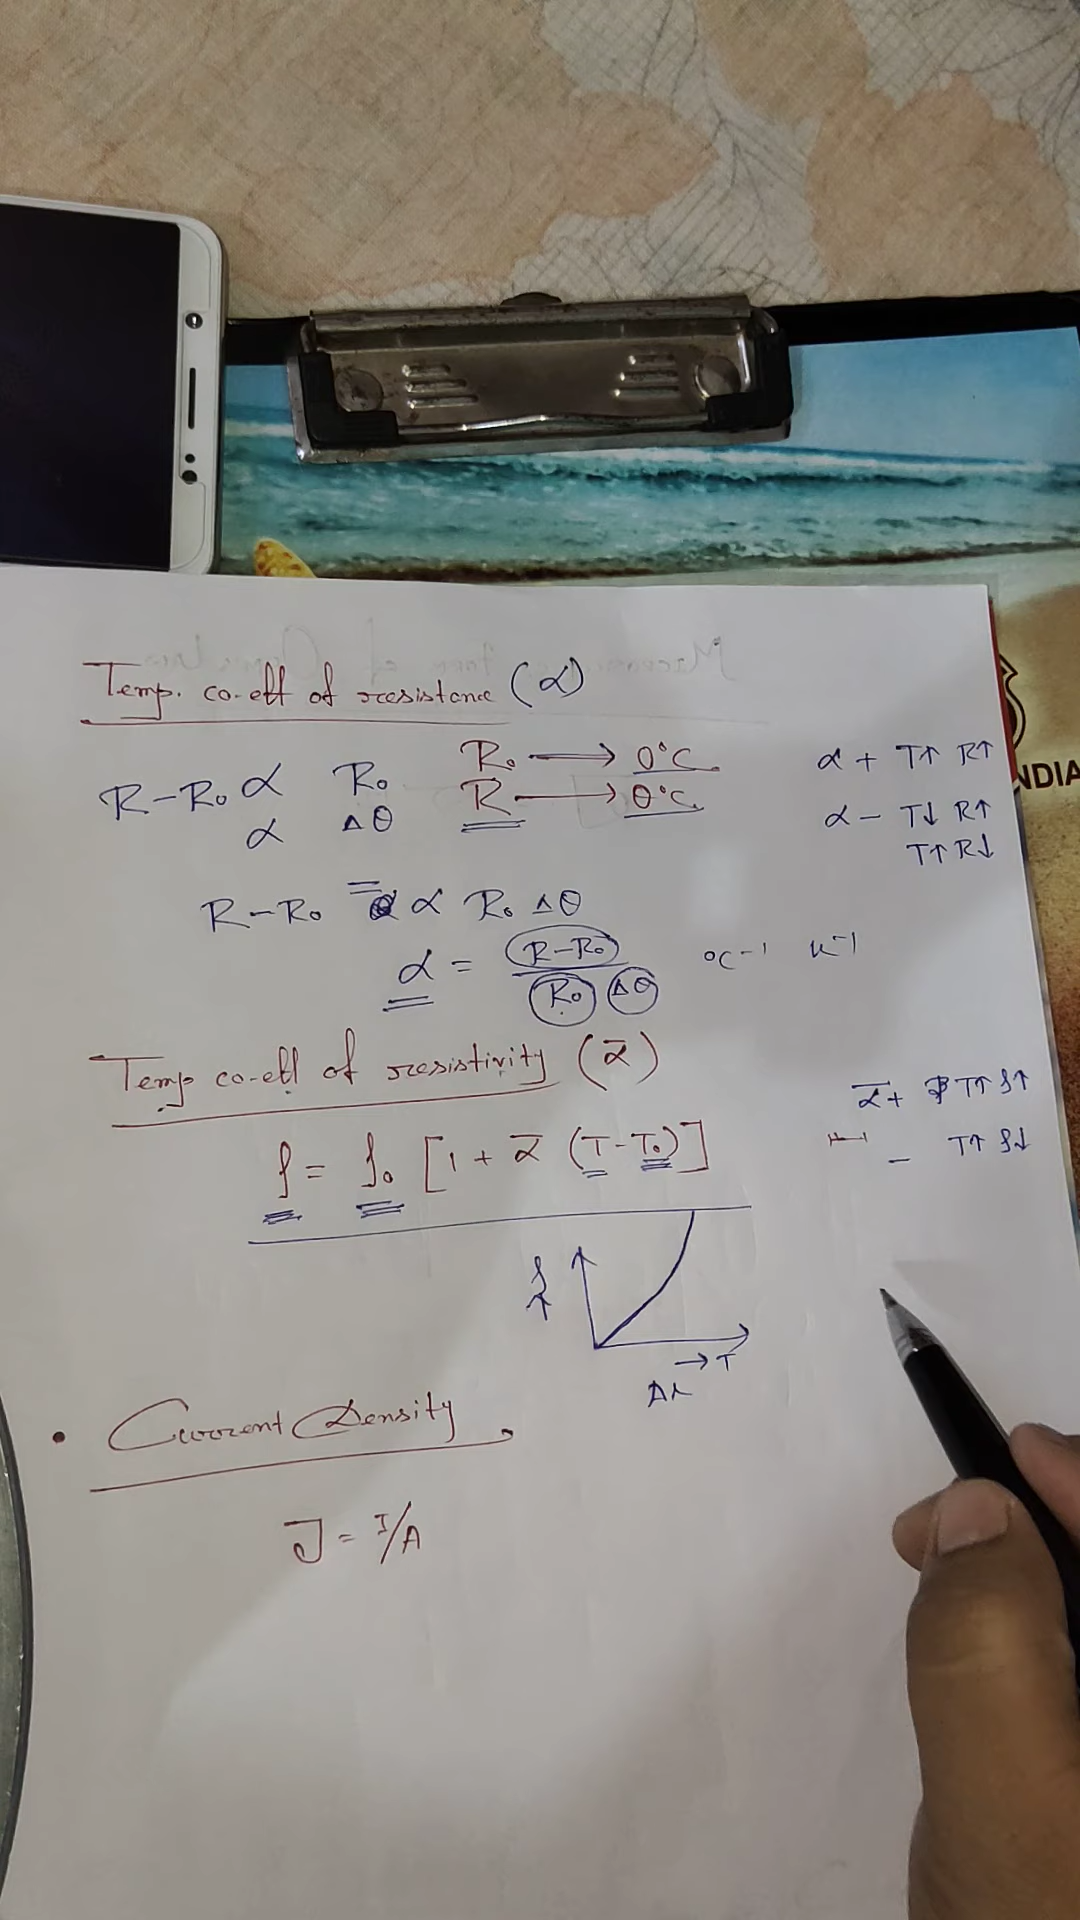 Temp. co-eff of resistance (α)
R-R₀ α R₀
α Δθ
R₀ → 0°C
R → θ°C
α + T↑ R↑
α - T↓ R↑
T↑ R↓
R-R₀ = α R₀ Δθ
α = R-R₀ / R₀ Δθ °C⁻¹ K⁻¹
Temp co-eff of resistivity (ᾱ)
ᾱ + T↑ ρ↑
- T↑ ρ↓
ρ = ρ₀ [1 + ᾱ (T-T₀)]
ρ
→ T
• Current Density
J = I/A
NDIA